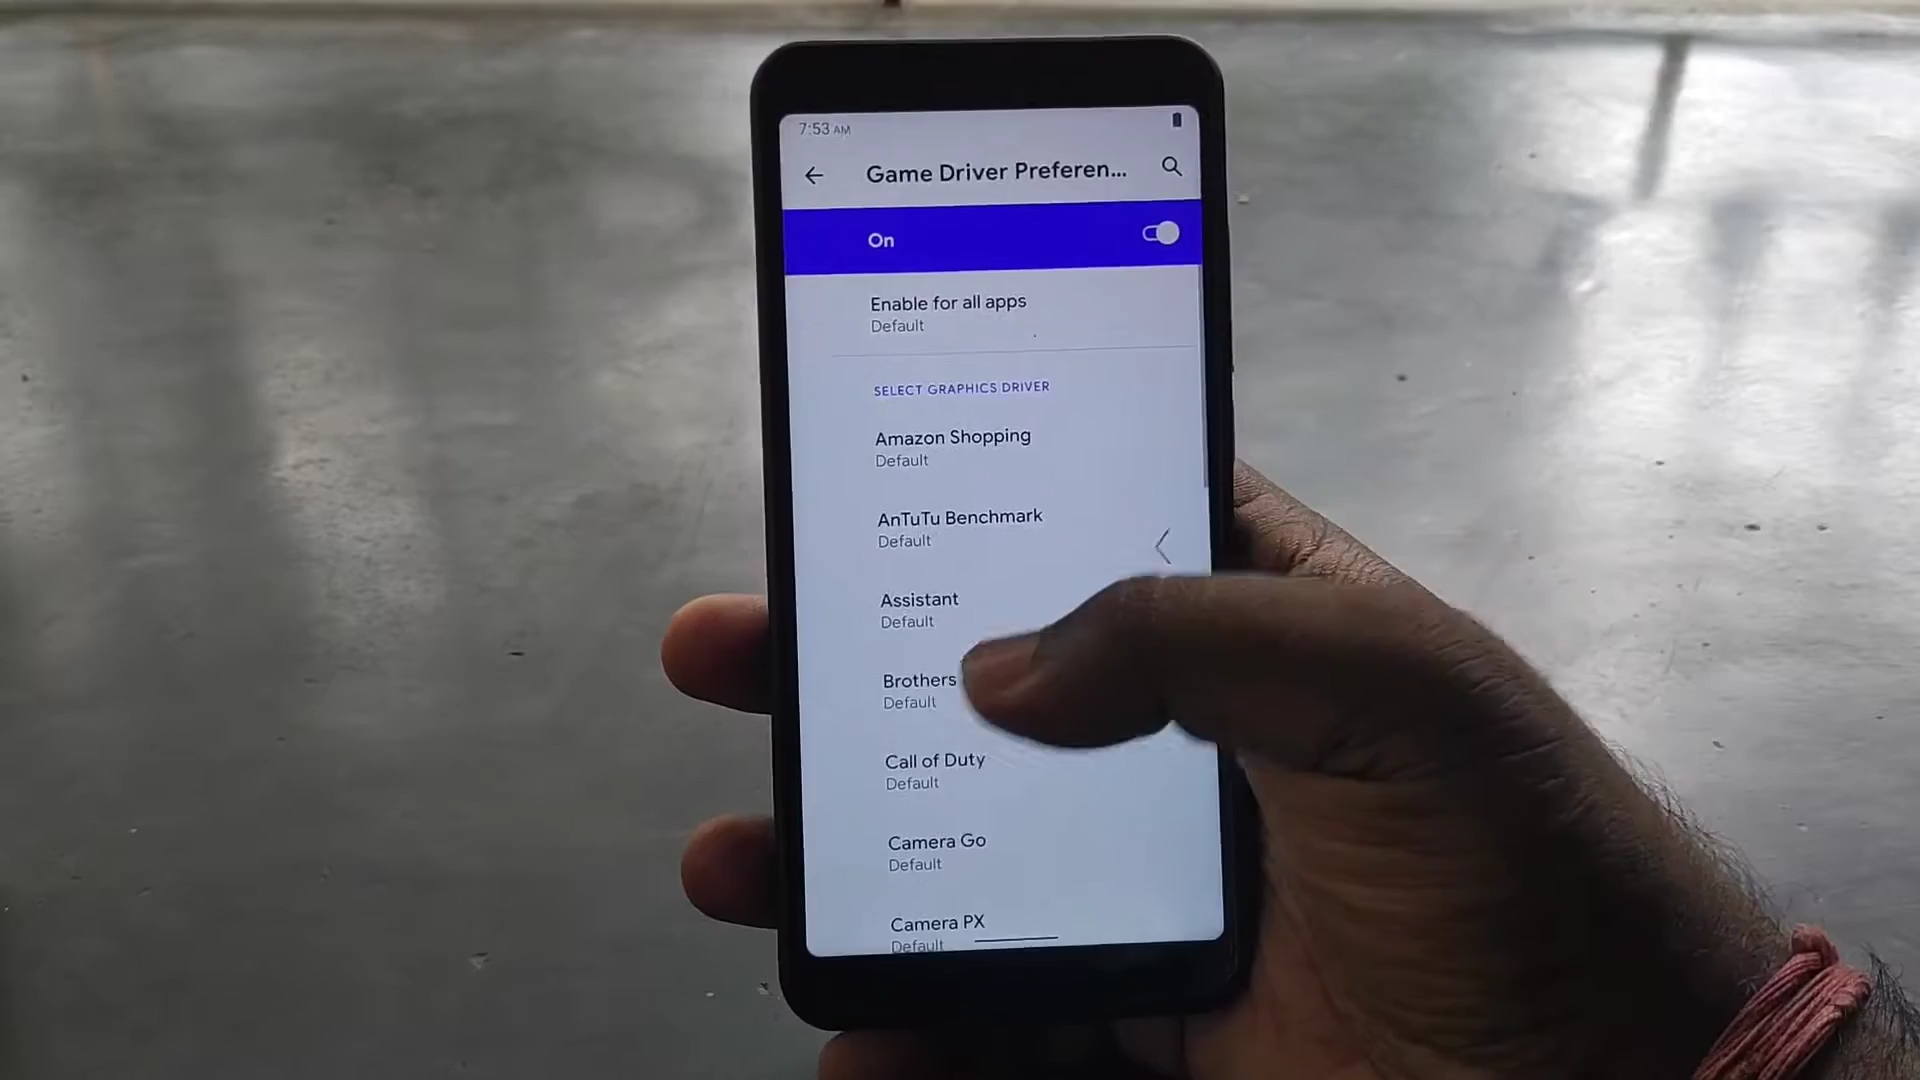 7:53 AM
Game Driver Preferen...
On
Enable for all apps
Default
SELECT GRAPHICS DRIVER
Amazon Shopping
Default
AnTuTu Benchmark
Default
Assistant
Default
Brothers
Default
Call of Duty
Default
Camera Go
Default
Camera PX
Default